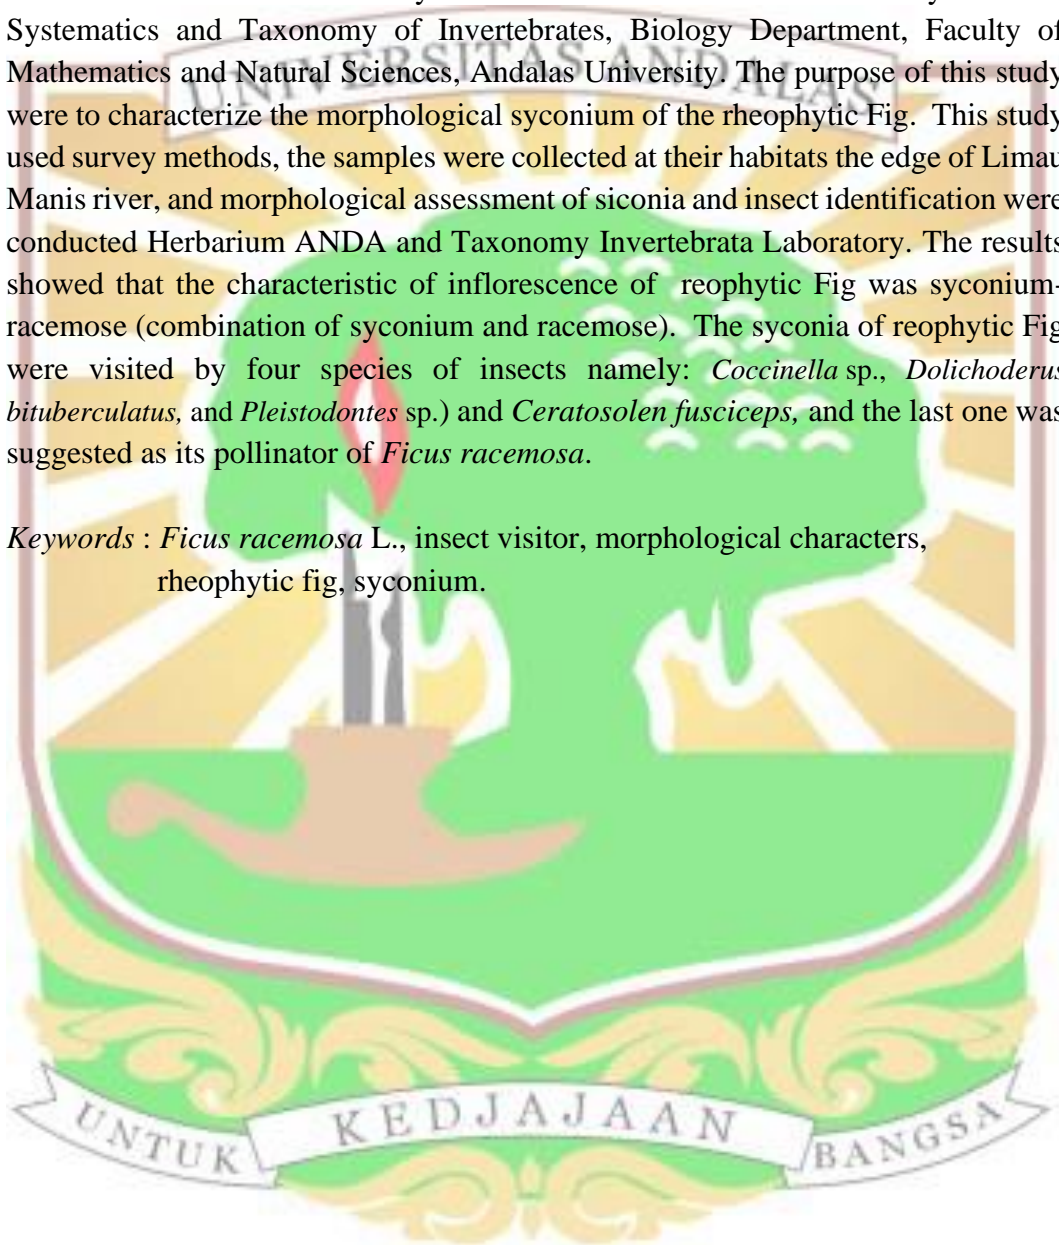 Systematics and Taxonomy of Invertebrates, Biology Department, Faculty of
UNIVERSITAS ANDALAS
Mathematics and Natural Sciences, Andalas University. The purpose of this study
were to characterize the morphological syconium of the rheophytic Fig. This study
used survey methods, the samples were collected at their habitats the edge of Limau
Manis river, and morphological assessment of siconia and insect identification were
conducted Herbarium ANDA and Taxonomy Invertebrata Laboratory. The results
showed that the characteristic of inflorescence of reophytic Fig was syconium-
racemose (combination of syconium and racemose). The syconia of reophytic Fig
were visited by four species of insects namely: Coccinella sp., Dolichoderus
bituberculatus, and Pleistodontes sp.) and Ceratosolen fusciceps, and the last one was
suggested as its pollinator of Ficus racemosa.
Keywords : Ficus racemosa L., insect visitor, morphological characters,
rheophytic fig, syconium.
UNTUK KEDJAJAAN BANGSA